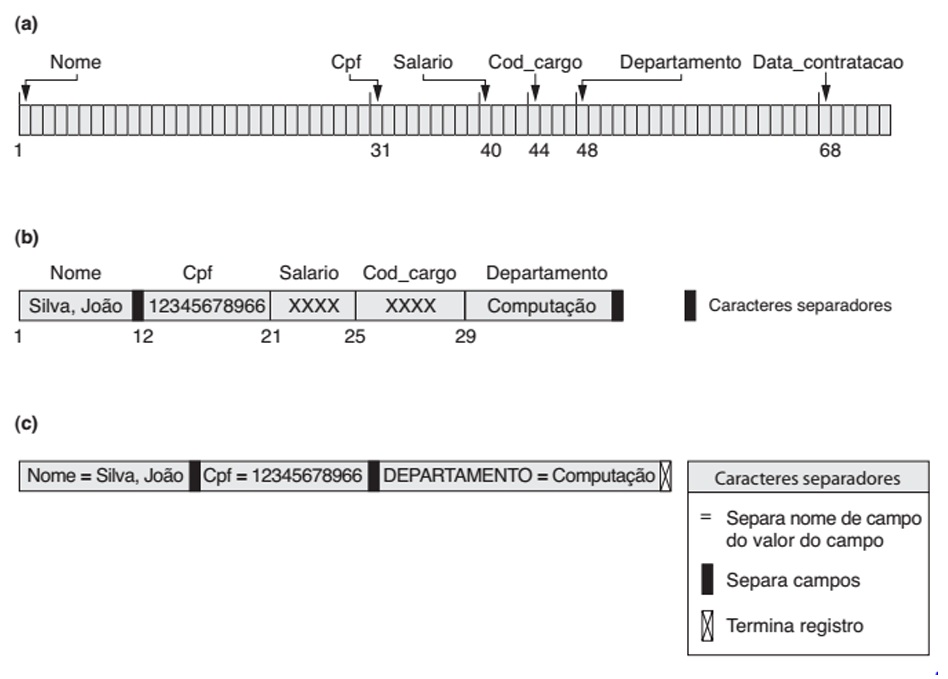 (a)
Nome Cpf Salario Cod_cargo Departamento Data_contratacao
1 31 40 44 48 68
(b)
Nome Cpf Salario Cod_cargo Departamento
Silva, João 12345678966 XXXX XXXX Computação Caracteres separadores
1 12 21 25 29
(c)
Nome = Silva, João Cpf = 12345678966 DEPARTAMENTO = Computação
Caracteres separadores
= Separa nome de campo
do valor do campo
Separa campos
Termina registro